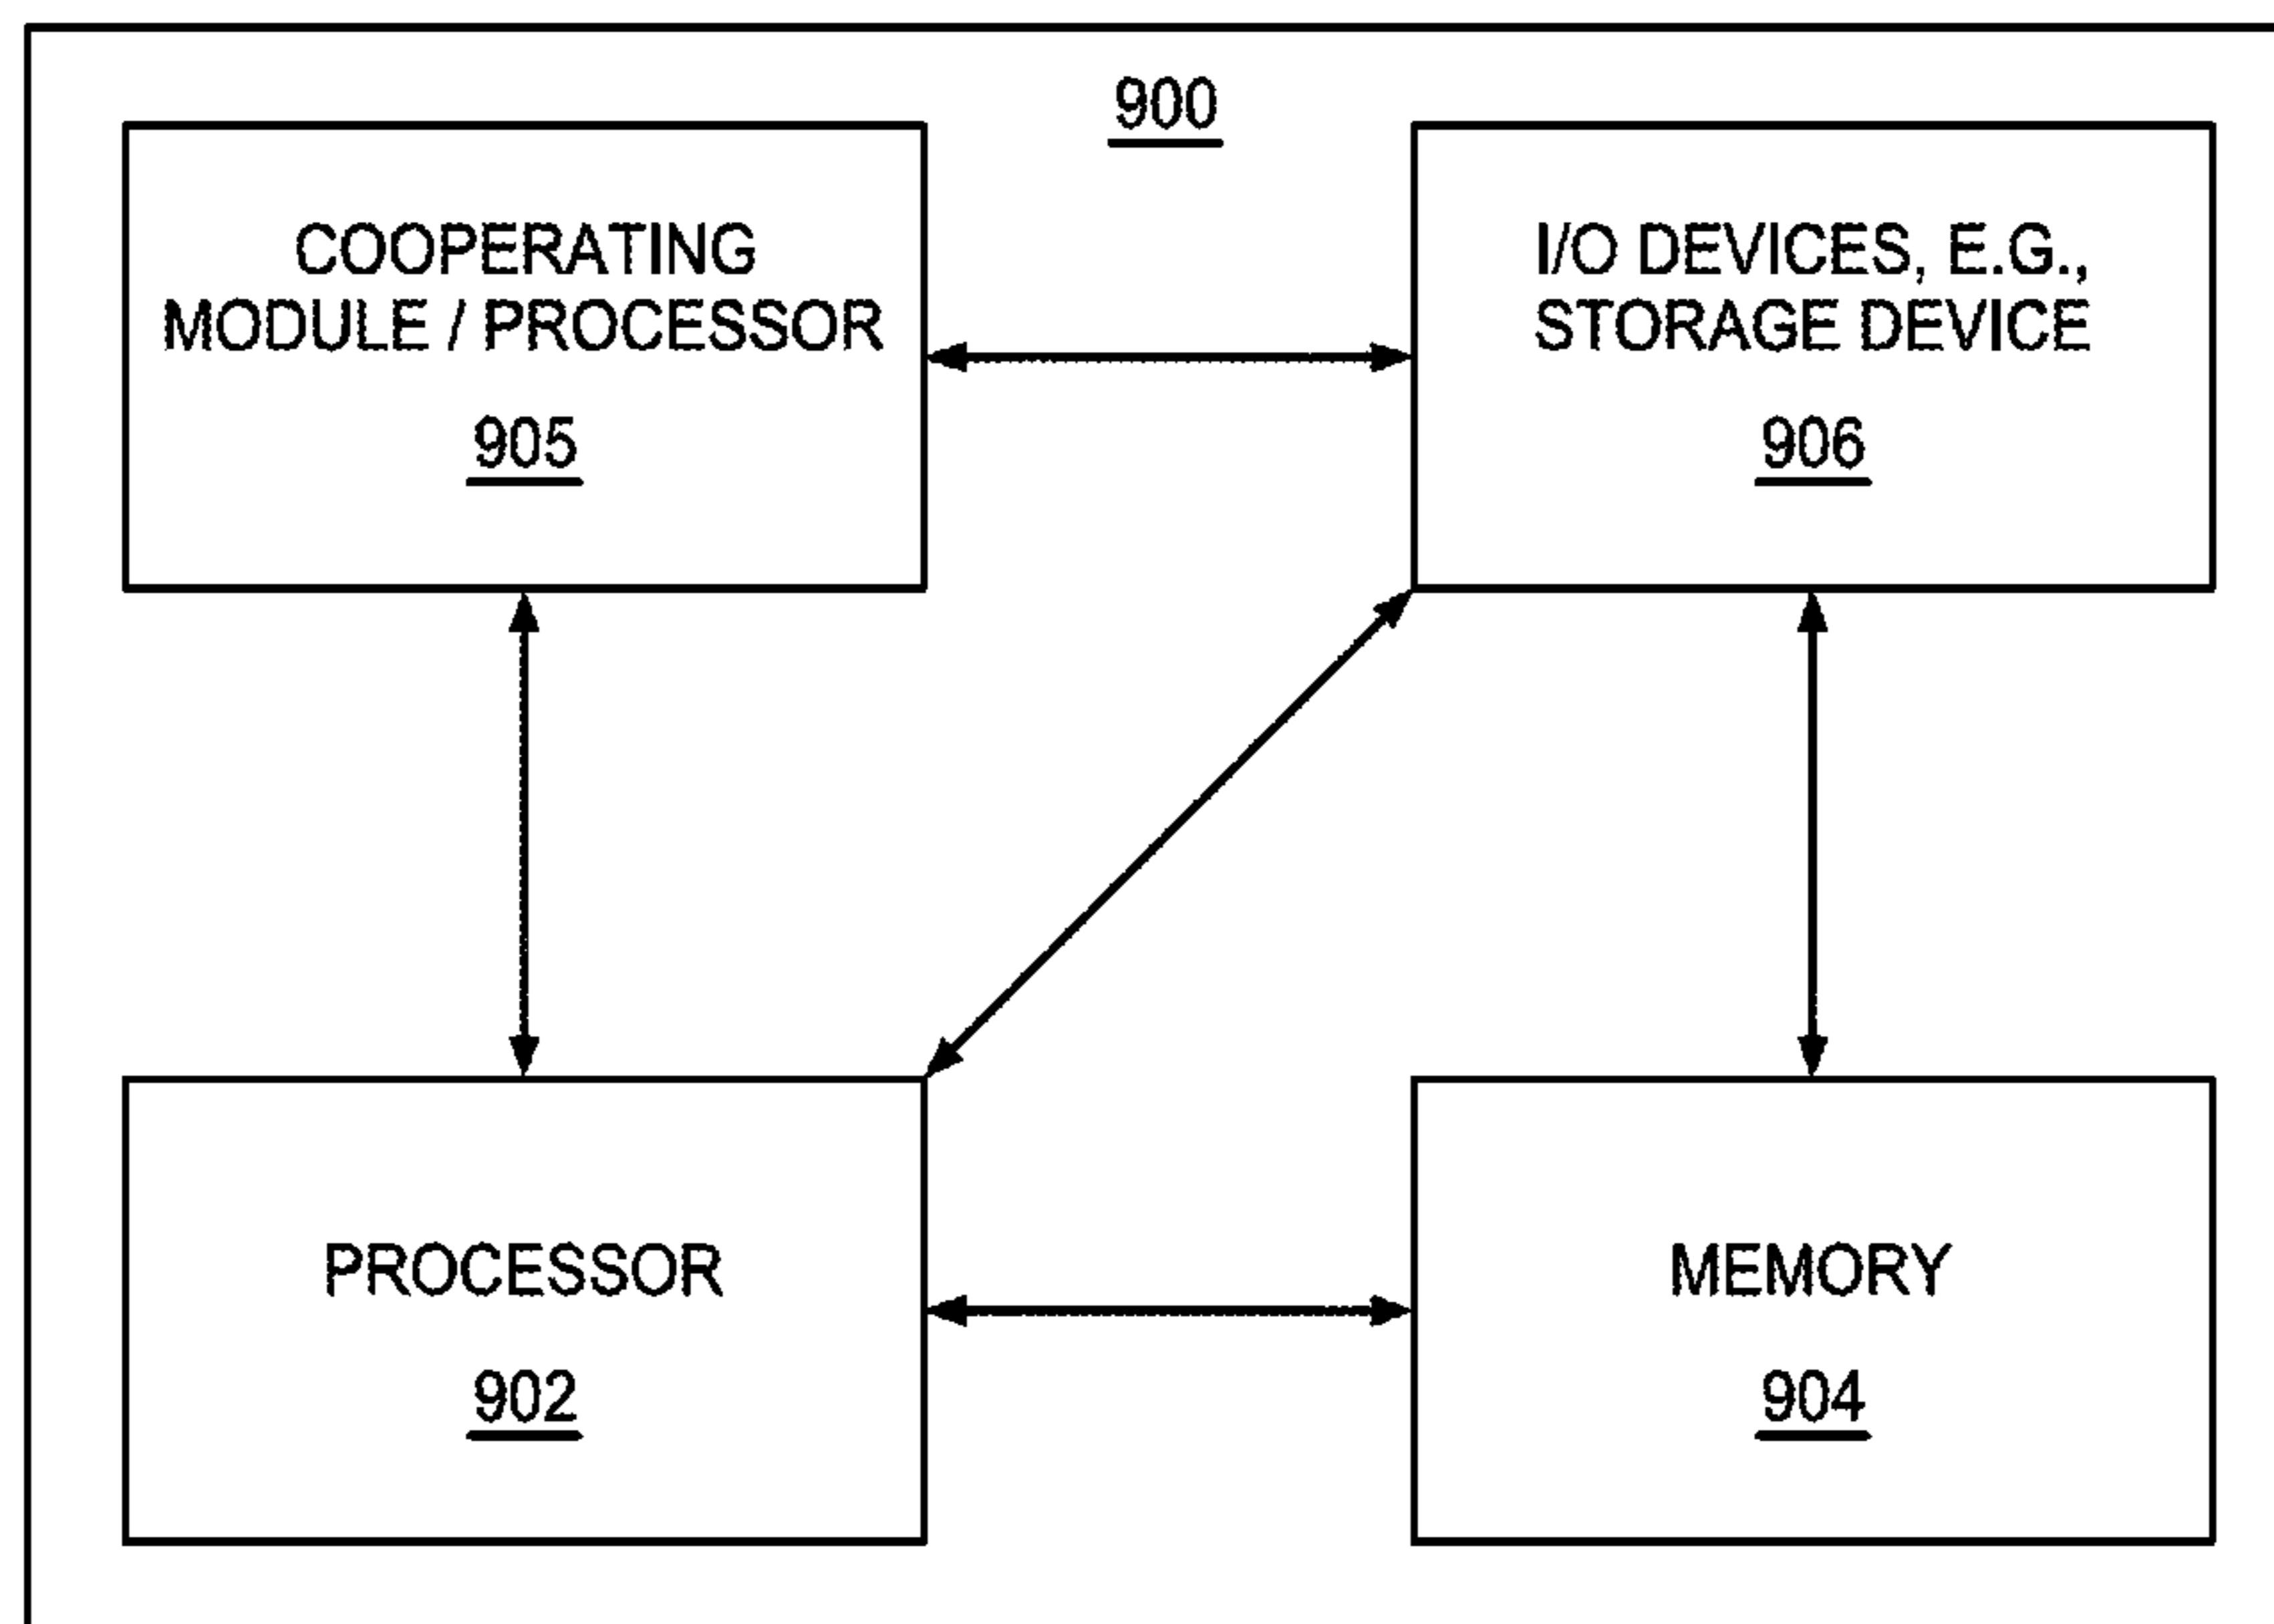 900
COOPERATING
MODULE / PROCESSOR
905
I/O DEVICES, E.G.,
STORAGE DEVICE
906
PROCESSOR
902
MEMORY
904